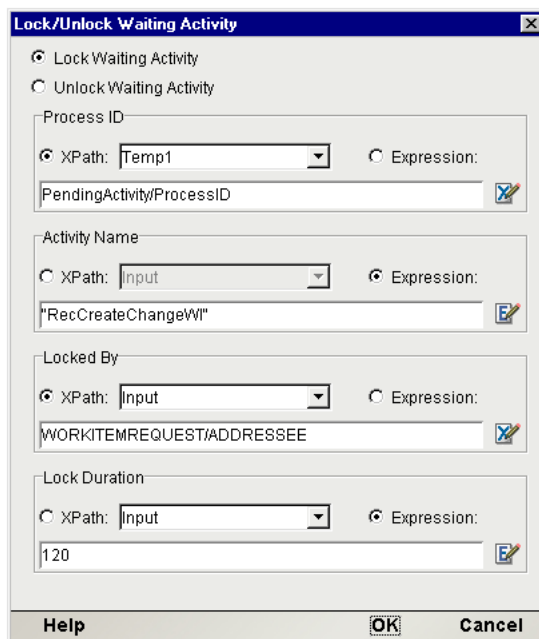 Lock/Unlock Waiting Activity
Lock Waiting Activity
Unlock Waiting Activity
Process ID
XPath: Temp1 Expression:
PendingActivity/ProcessID
Activity Name
XPath: Input Expression:
"RecCreateChangeWI"
Locked By
XPath: Input Expression:
WORKITEMREQUEST/ADDRESSEE
Lock Duration
XPath: Input Expression:
120
Help OK Cancel